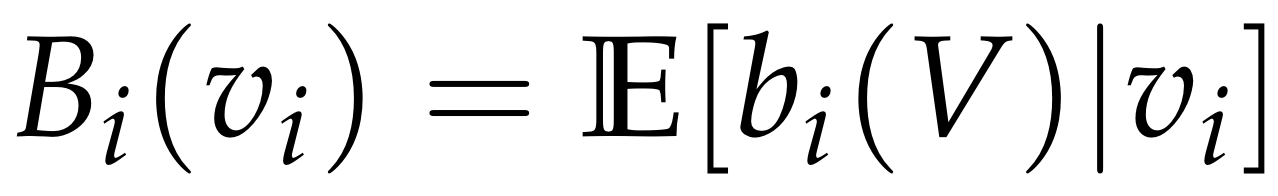 B_i(v_i) = 𝔼[b_i(V)|v_i]